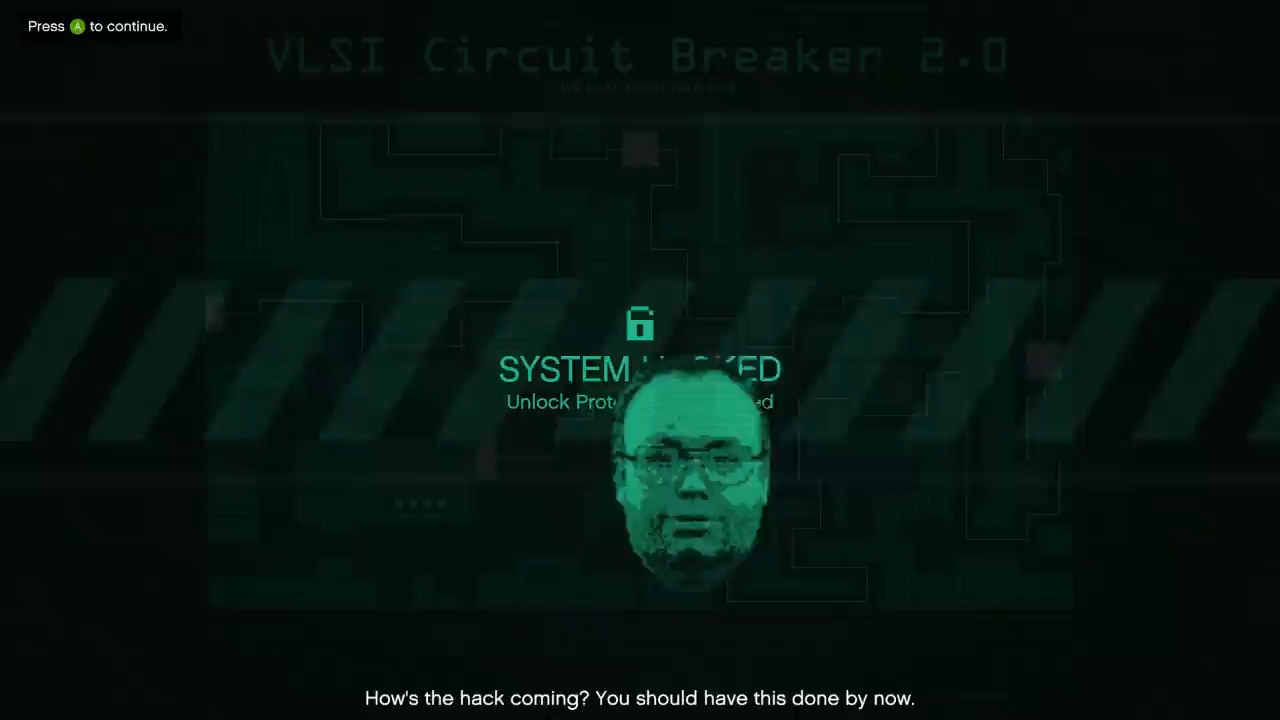 Press A to continue.
VLSI Circuit Breaker 2.0
SYSTEM
Unlock
How's the hack coming? You should have this done by now.